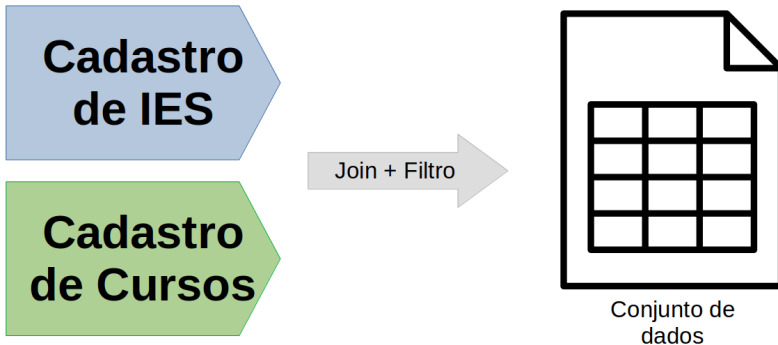 Cadastro
de IES
Join + Filtro
Cadastro
de Cursos
Conjunto de
dados